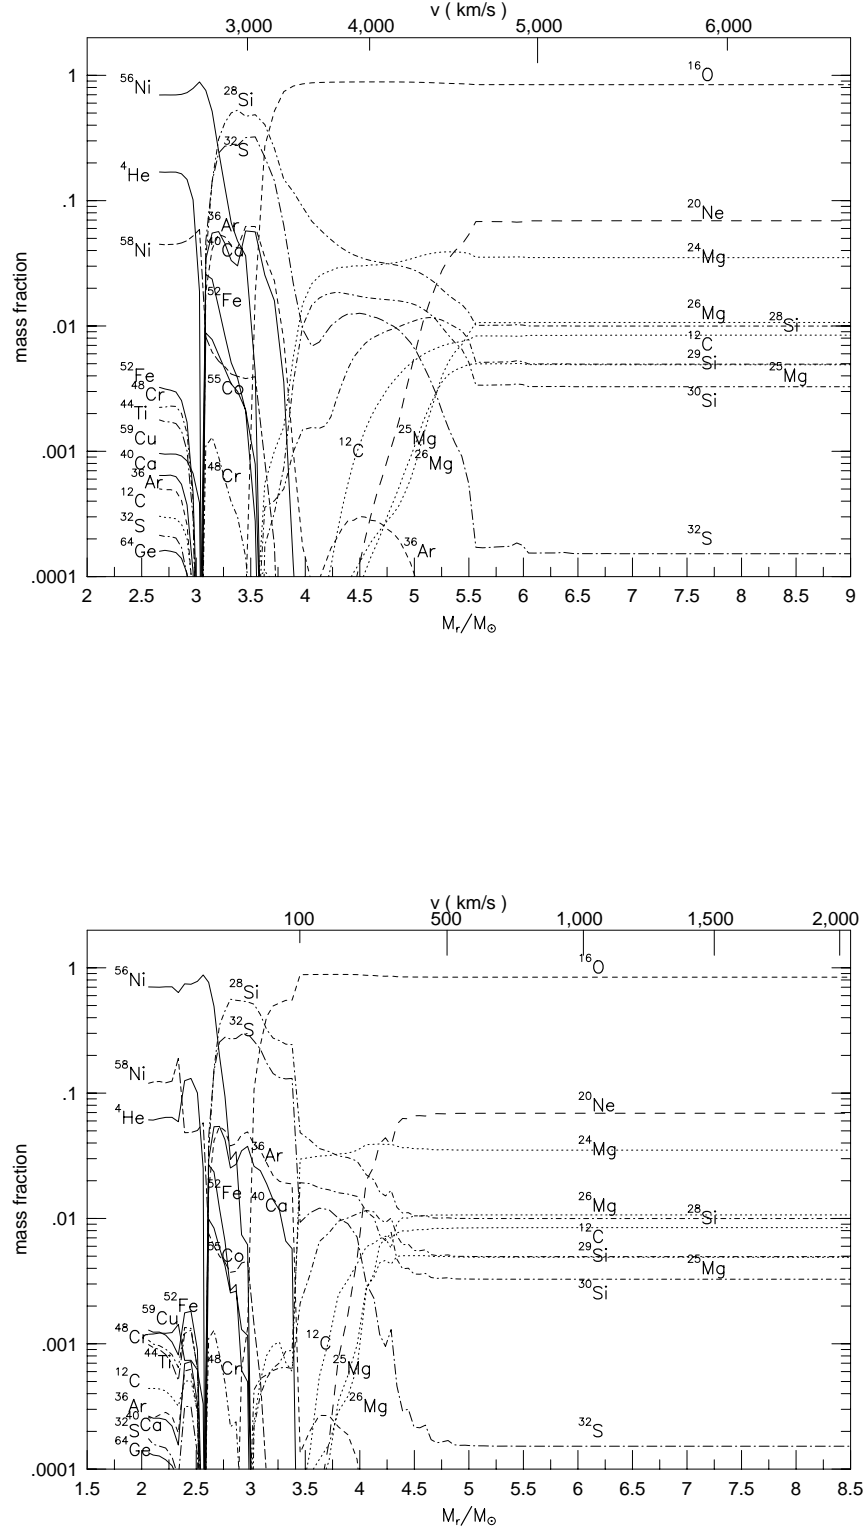 v ( km/s )
3,000 4,000 5,000 6,000
1
.1
.01
.001
.0001
mass fraction
56Ni
28Si
16O
32S
4He
36Ar
20Ne
58Ni
40Ca
24Mg
52Fe
26Mg
28Si
12C
29Si
25Mg
30Si
52Fe
48Cr
55Co
44Ti
59Cu
12C
25Mg
26Mg
40Ca
36Ar
48Cr
12C
32S
32S
64Ge
36Ar
2 2.5 3 3.5 4 4.5 5 5.5 6 6.5 7 7.5 8 8.5 9
Mr/M⊙
v ( km/s )
100 500 1,000 1,500 2,000
1
.1
.01
.001
.0001
mass fraction
16O
56Ni
28Si
32S
58Ni
4He
20Ne
36Ar
24Mg
52Fe
40Ca
26Mg
28Si
12C
55Co
29Si
25Mg
30Si
52Fe
59Cu
48Cr
44Ti
12C
25Mg
48Cr
12C
36Ar
26Mg
40Ca
32S
32S
64Ge
1.5 2 2.5 3 3.5 4 4.5 5 5.5 6 6.5 7 7.5 8 8.5
Mr/M⊙